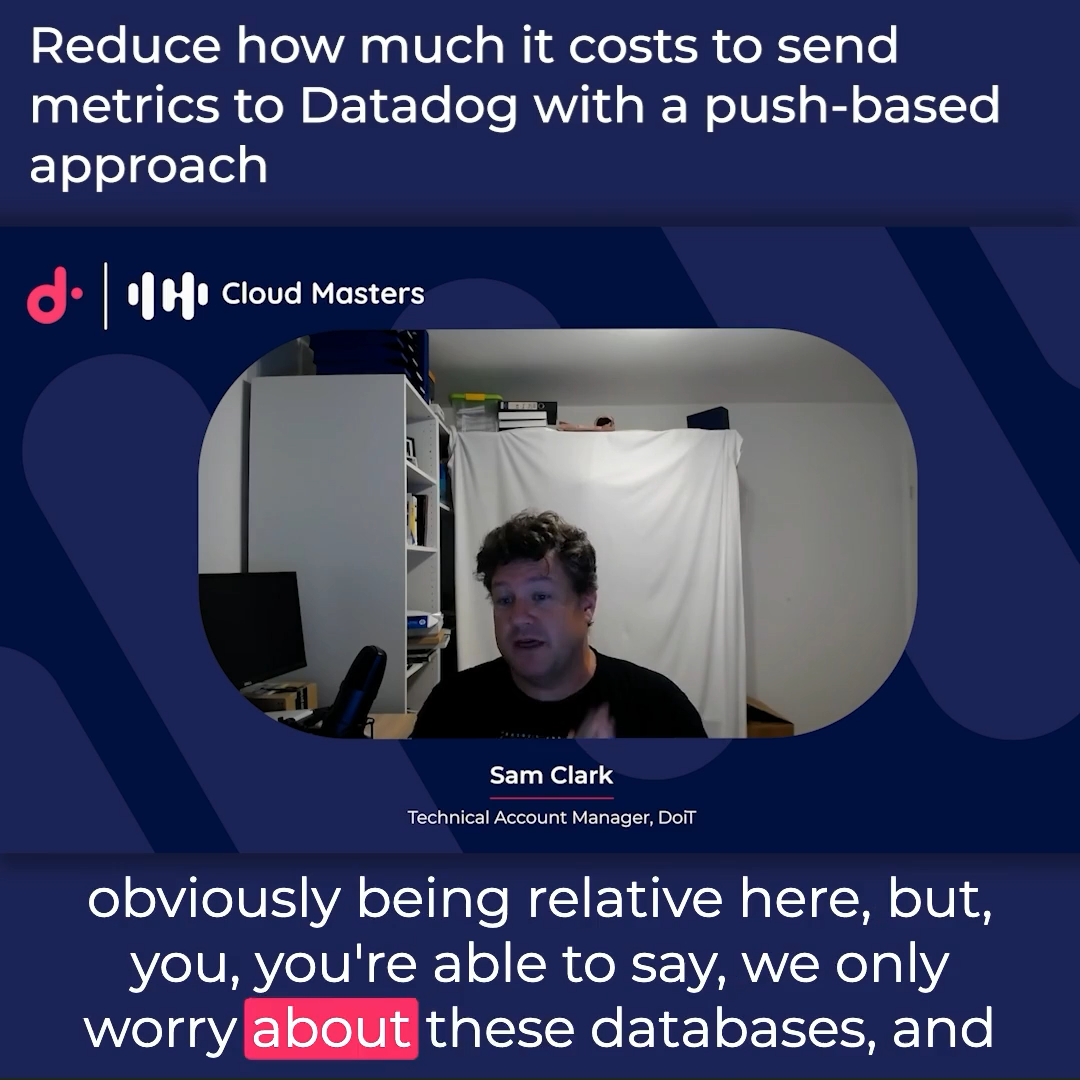 Reduce how much it costs to send
metrics to Datadog with a push-based
approach
Cloud Masters
Sam Clark
Technical Account Manager, DoiT
obviously being relative here, but,
you, you're able to say, we only
worry about these databases, and